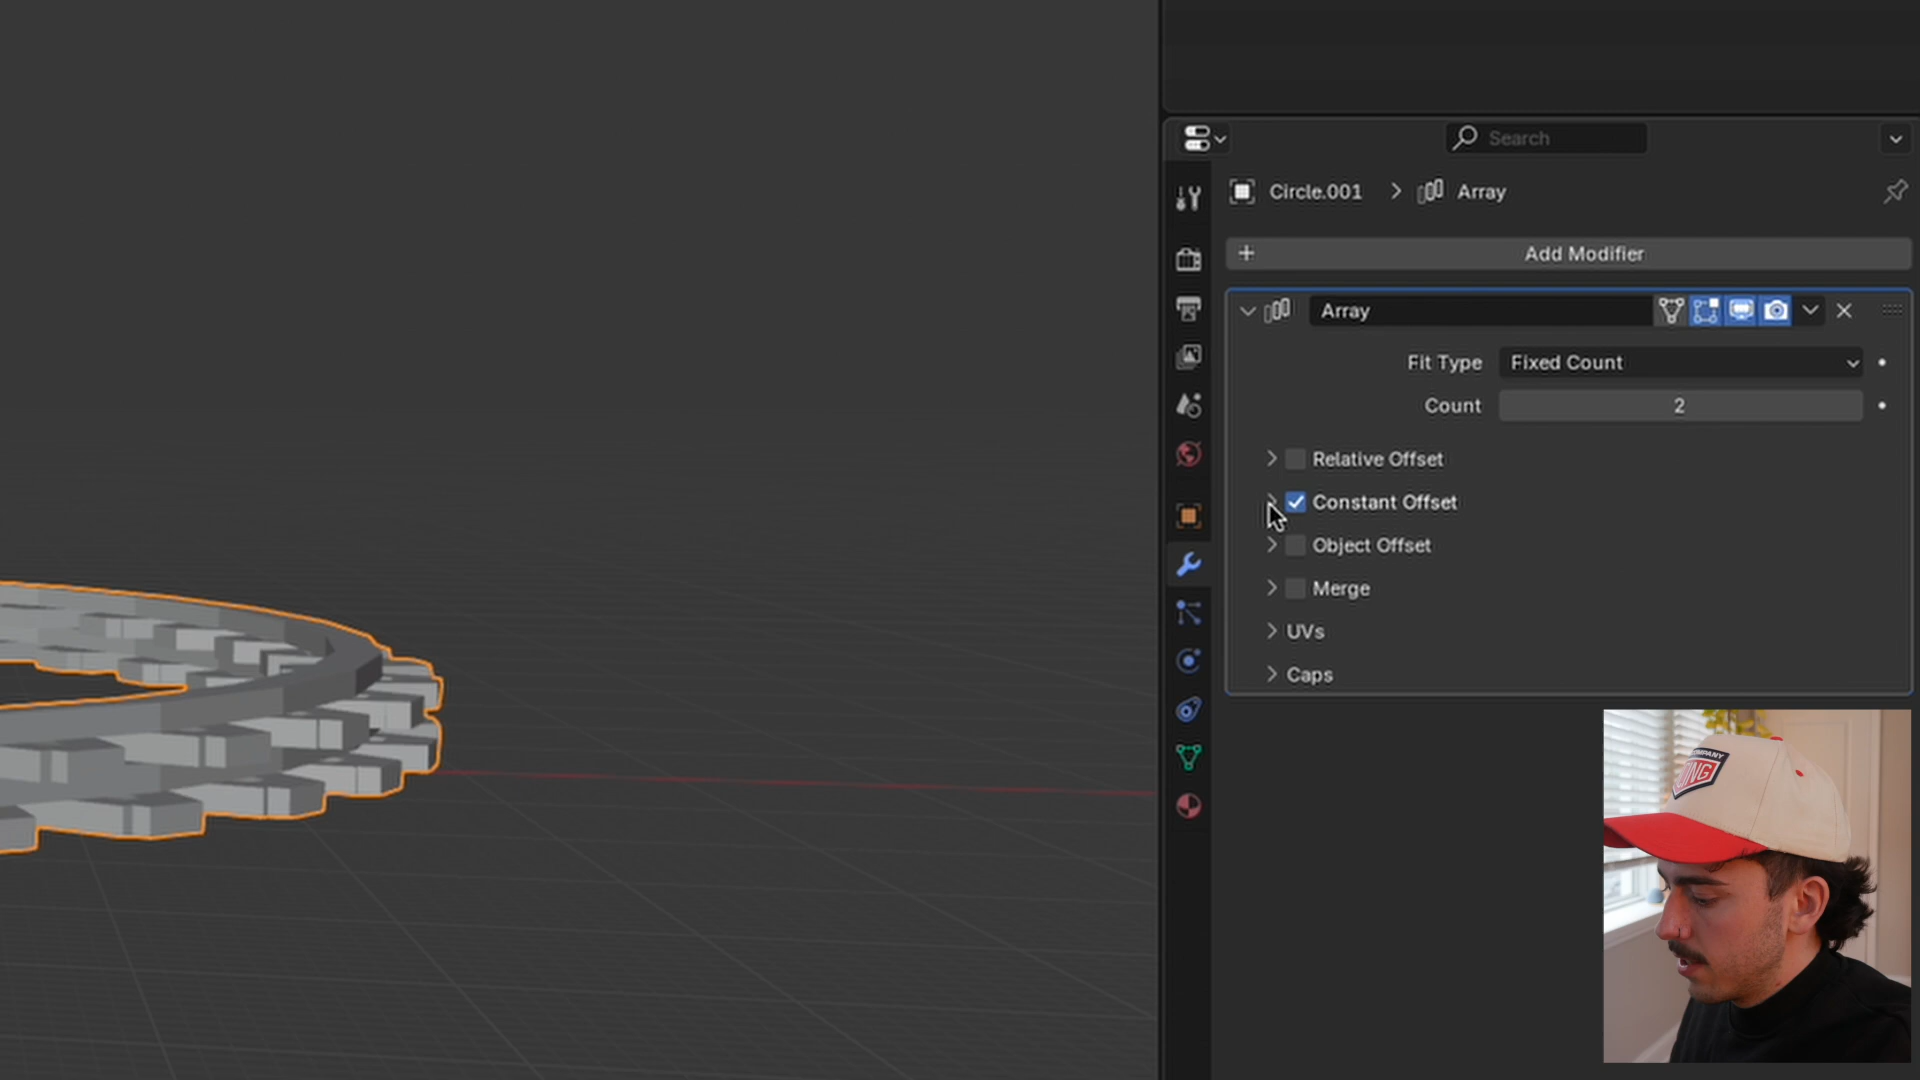 Search
Circle.001 > Array
+ Add Modifier
Array
Fit Type Fixed Count
Count 2
Relative Offset
Constant Offset
Object Offset
Merge
UVs
Caps
COMPANY